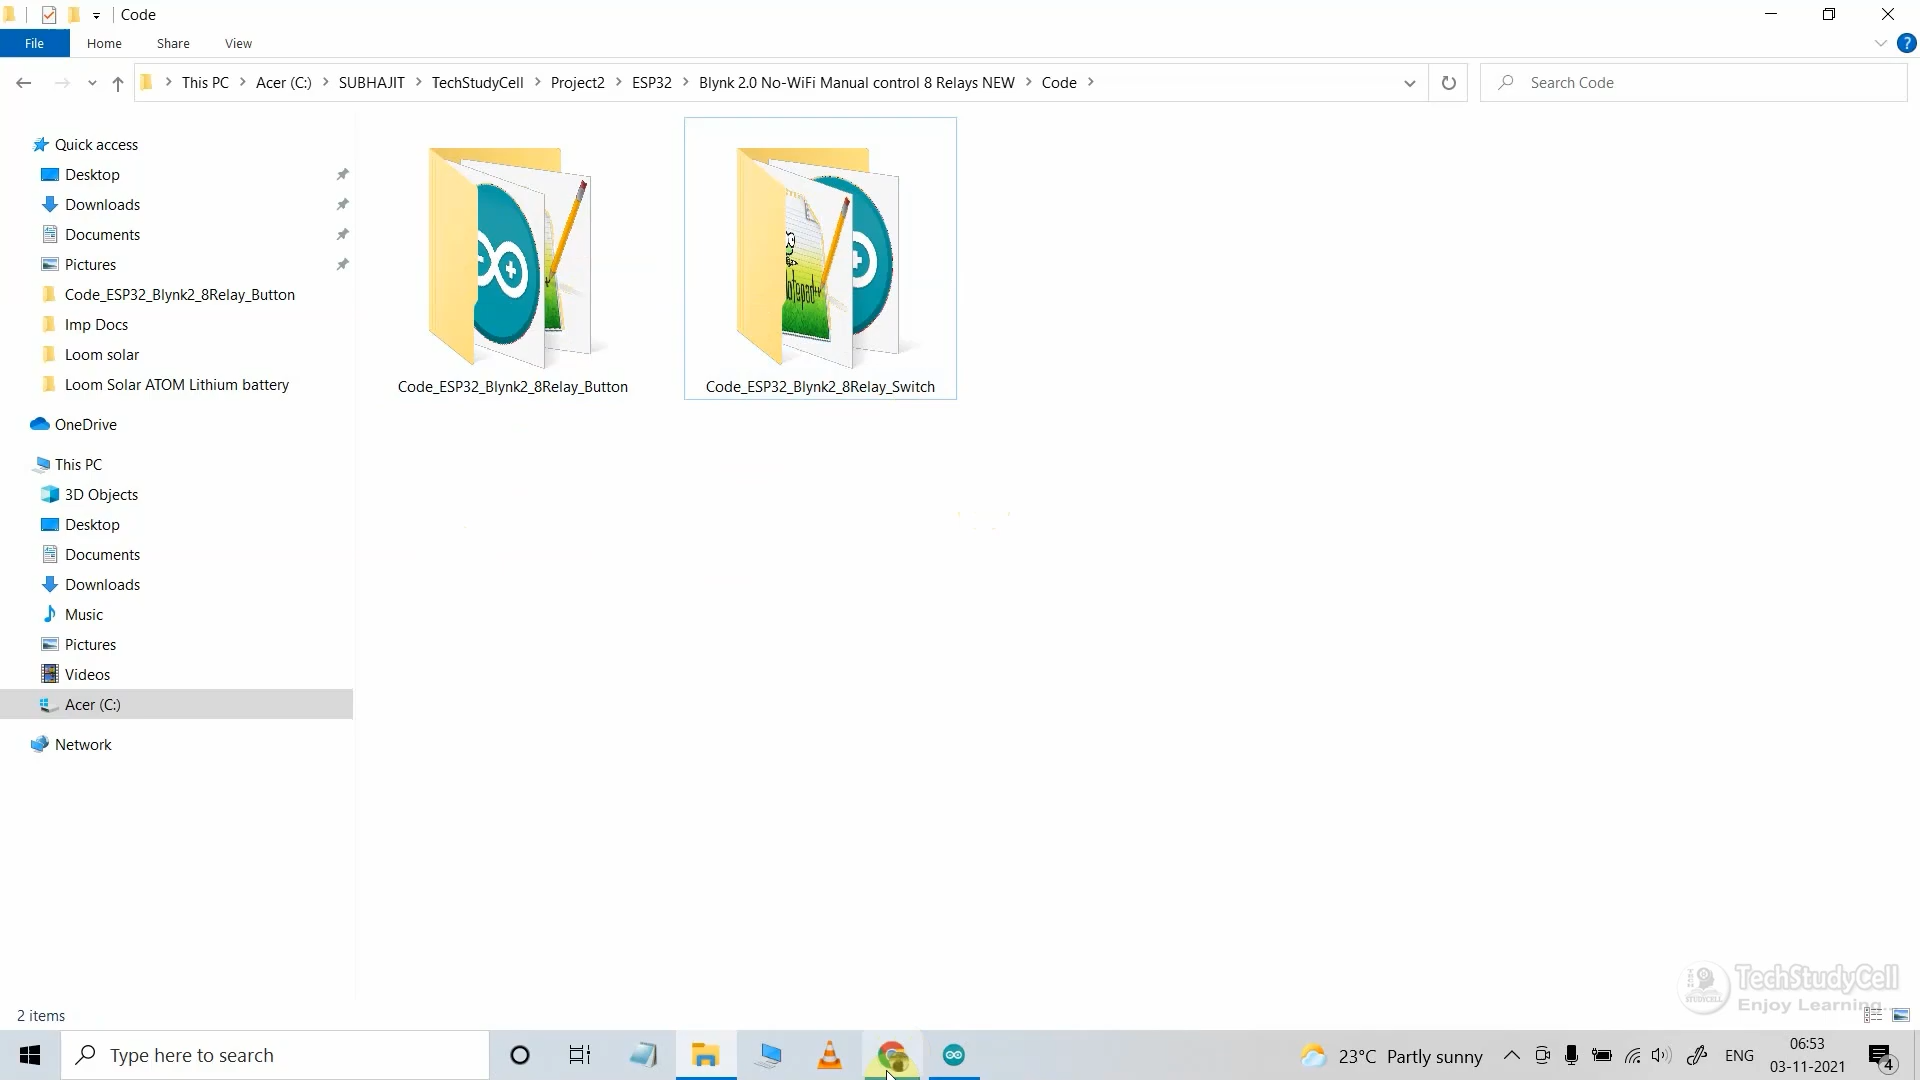 Code
File Home Share View
This PC Acer (C:) SUBHAJIT TechStudyCell Project2 ESP32 Blynk 2.0 No-WiFi Manual control 8 Relays NEW Code
Search Code
Quick access
Desktop
Downloads
Documents
Pictures
Code_ESP32_Blynk2_8Relay_Button
Imp Docs
Loom solar
Loom Solar ATOM Lithium battery
OneDrive
This PC
3D Objects
Desktop
Documents
Downloads
Music
Pictures
Videos
Acer (C:)
Network
Code_ESP32_Blynk2_8Relay_Button
Code_ESP32_Blynk2_8Relay_Switch
TechStudyCell
Enjoy Learning
2 items
Type here to search
23°C Partly sunny
ENG
06:53
03-11-2021
4